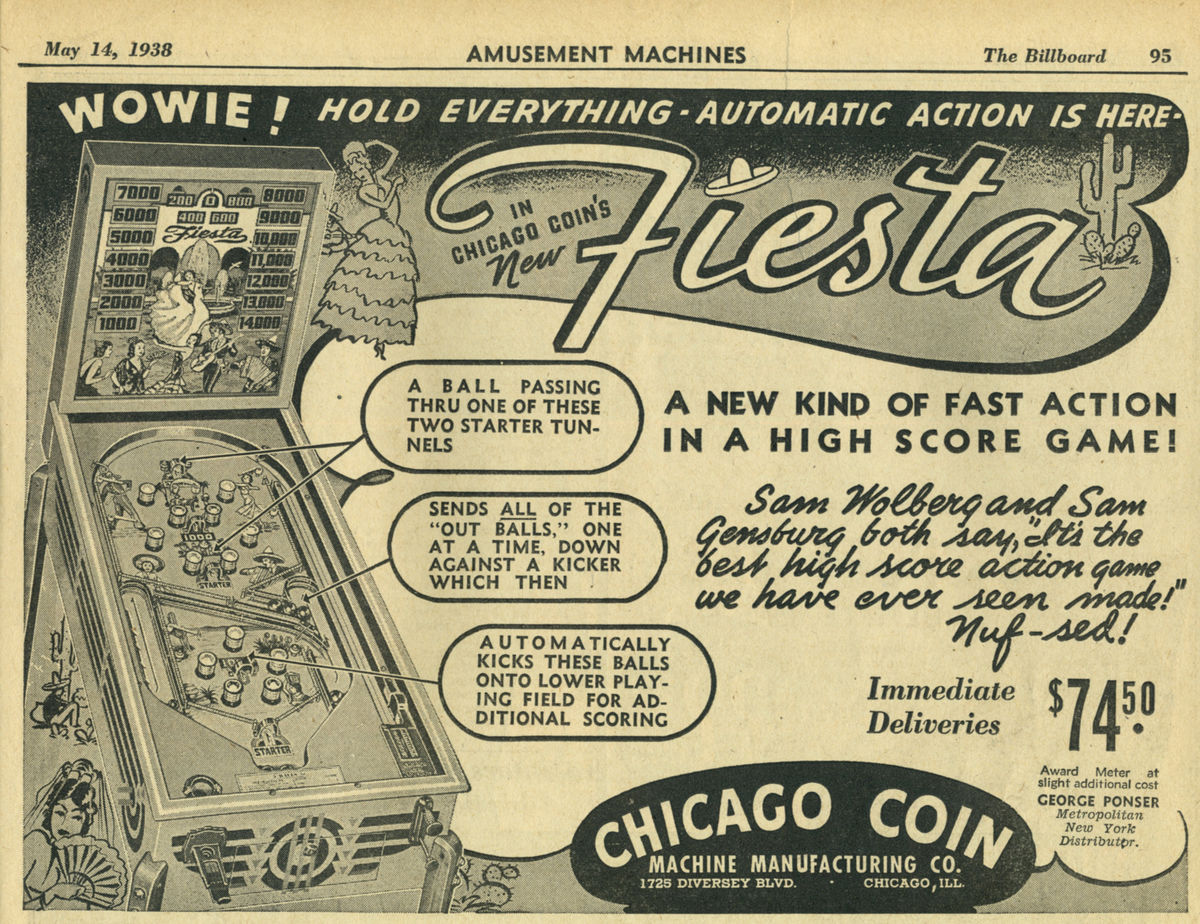 May 14, 1938
AMUSEMENT MACHINES
The Billboard 95
WOWIE! HOLD EVERYTHING - AUTOMATIC ACTION IS HERE-
IN
CHICAGO COIN'S
New
Fiesta
7000 200 800 8000
6000 400 600 9000
5000 Fiesta 10,000
4000 11,000
3000 12,000
2000 13,000
1000 14,000
A BALL PASSING
THRU ONE OF THESE
TWO STARTER TUN-
NELS
A NEW KIND OF FAST ACTION
IN A HIGH SCORE GAME!
SENDS ALL OF THE
"OUT BALLS," ONE
AT A TIME, DOWN
AGAINST A KICKER
WHICH THEN
Sam Wolberg and Sam
Gensburg both say, "It's the
best high score action game
we have ever seen made!"
Nuf-sed!
1000
STARTER
AUTOMATICALLY
KICKS THESE BALLS
ONTO LOWER PLAY-
ING FIELD FOR AD-
DITIONAL SCORING
STARTER
Immediate
Deliveries
$74.50
Award Meter at
slight additional cost
GEORGE PONSER
Metropolitan
New York
Distributor.
CHICAGO COIN
MACHINE MANUFACTURING CO.
1725 DIVERSEY BLVD. · CHICAGO, ILL.